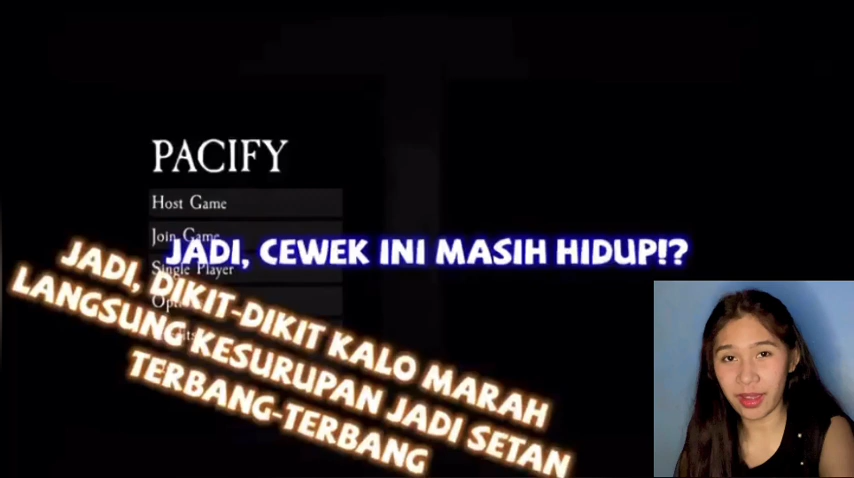 PACIFY
Host Game
Join Game
Single Player
JADI, CEWEK INI MASIH HIDUP!?
JADI, DIKIT-DIKIT KALO MARAH
LANGSUNG KESURUPAN JADI SETAN
TERBANG-TERBANG